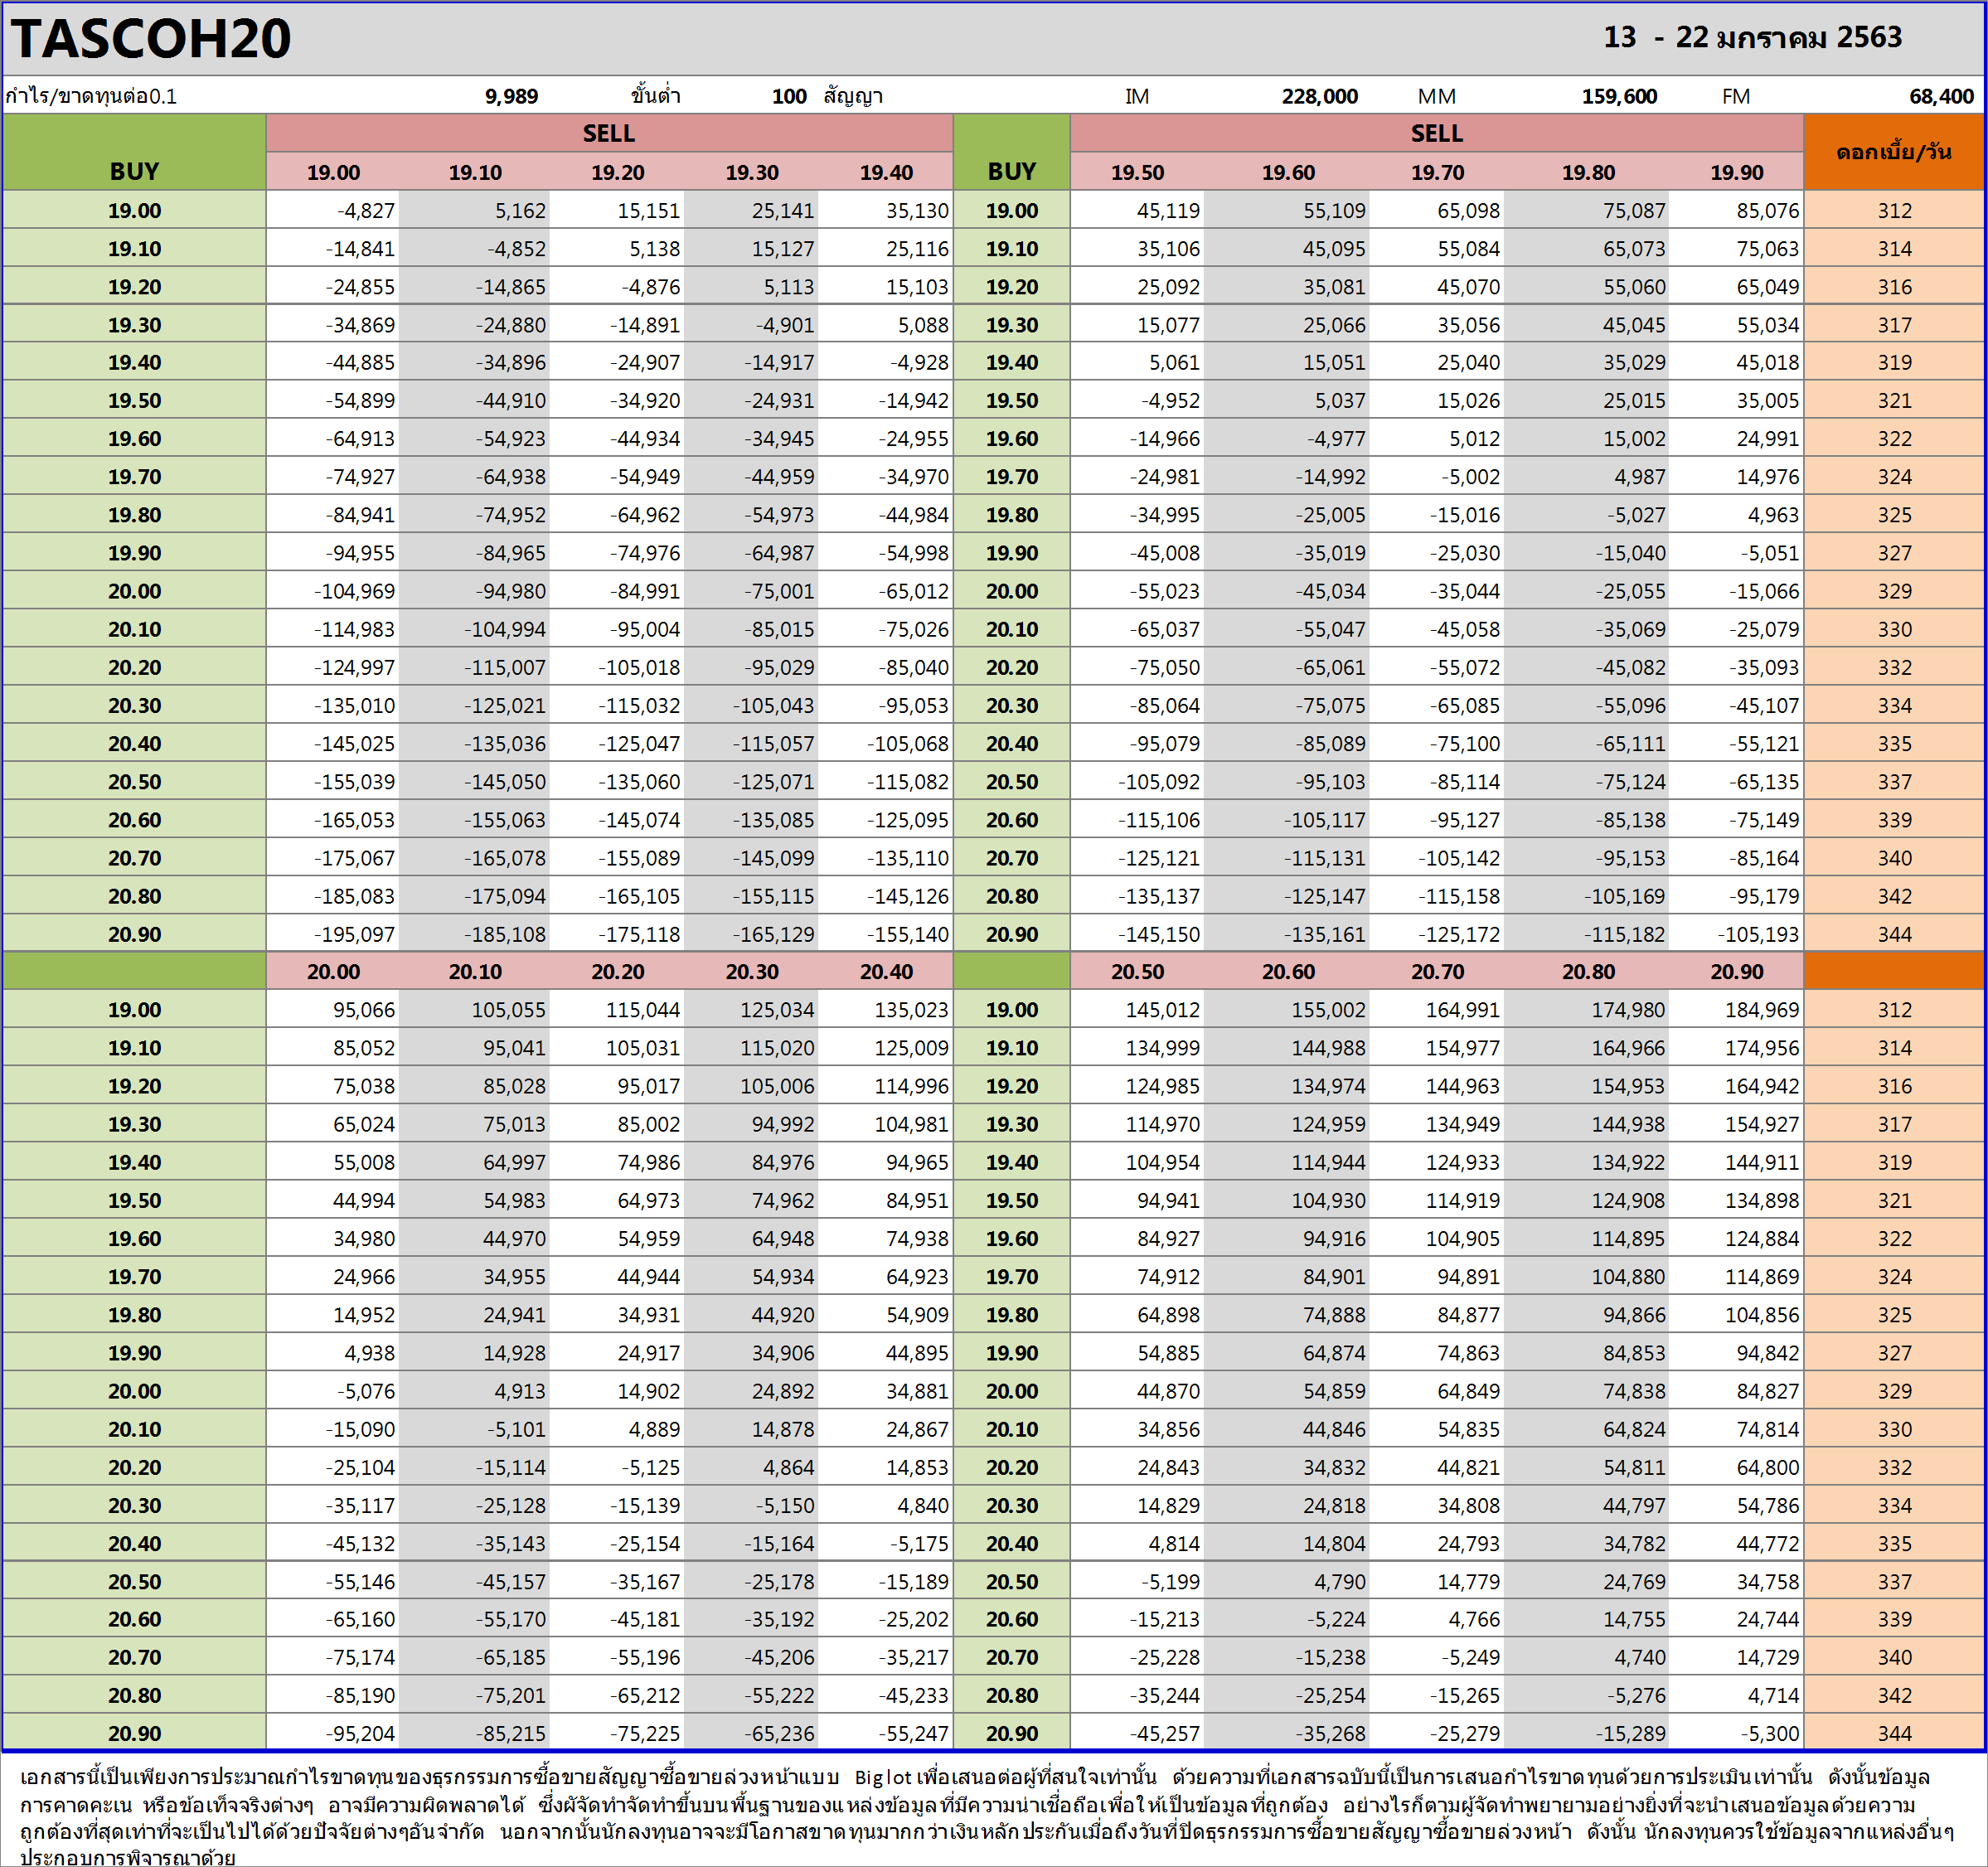 TASCOH20 13 - 22 มกราคม 2563
กำไร/ขาดทุนต่อ0.1 9,989 ขั้นต่ำ 100 สัญญา IM 228,000 MM 159,600 FM 68,400
SELL SELL ดอกเบี้ย/วัน
BUY 19.00 19.10 19.20 19.30 19.40 BUY 19.50 19.60 19.70 19.80 19.90
19.00 -4,827 5,162 15,151 25,141 35,130 19.00 45,119 55,109 65,098 75,087 85,076 312
19.10 -14,841 -4,852 5,138 15,127 25,116 19.10 35,106 45,095 55,084 65,073 75,063 314
19.20 -24,855 -14,865 -4,876 5,113 15,103 19.20 25,092 35,081 45,070 55,060 65,049 316
19.30 -34,869 -24,880 -14,891 -4,901 5,088 19.30 15,077 25,066 35,056 45,045 55,034 317
19.40 -44,885 -34,896 -24,907 -14,917 -4,928 19.40 5,061 15,051 25,040 35,029 45,018 319
19.50 -54,899 -44,910 -34,920 -24,931 -14,942 19.50 -4,952 5,037 15,026 25,015 35,005 321
19.60 -64,913 -54,923 -44,934 -34,945 -24,955 19.60 -14,966 -4,977 5,012 15,002 24,991 322
19.70 -74,927 -64,938 -54,949 -44,959 -34,970 19.70 -24,981 -14,992 -5,002 4,987 14,976 324
19.80 -84,941 -74,952 -64,962 -54,973 -44,984 19.80 -34,995 -25,005 -15,016 -5,027 4,963 325
19.90 -94,955 -84,965 -74,976 -64,987 -54,998 19.90 -45,008 -35,019 -25,030 -15,040 -5,051 327
20.00 -104,969 -94,980 -84,991 -75,001 -65,012 20.00 -55,023 -45,034 -35,044 -25,055 -15,066 329
20.10 -114,983 -104,994 -95,004 -85,015 -75,026 20.10 -65,037 -55,047 -45,058 -35,069 -25,079 330
20.20 -124,997 -115,007 -105,018 -95,029 -85,040 20.20 -75,050 -65,061 -55,072 -45,082 -35,093 332
20.30 -135,010 -125,021 -115,032 -105,043 -95,053 20.30 -85,064 -75,075 -65,085 -55,096 -45,107 334
20.40 -145,025 -135,036 -125,047 -115,057 -105,068 20.40 -95,079 -85,089 -75,100 -65,111 -55,121 335
20.50 -155,039 -145,050 -135,060 -125,071 -115,082 20.50 -105,092 -95,103 -85,114 -75,124 -65,135 337
20.60 -165,053 -155,063 -145,074 -135,085 -125,095 20.60 -115,106 -105,117 -95,127 -85,138 -75,149 339
20.70 -175,067 -165,078 -155,089 -145,099 -135,110 20.70 -125,121 -115,131 -105,142 -95,153 -85,164 340
20.80 -185,083 -175,094 -165,105 -155,115 -145,126 20.80 -135,137 -125,147 -115,158 -105,169 -95,179 342
20.90 -195,097 -185,108 -175,118 -165,129 -155,140 20.90 -145,150 -135,161 -125,172 -115,182 -105,193 344
20.00 20.10 20.20 20.30 20.40 20.50 20.60 20.70 20.80 20.90
19.00 95,066 105,055 115,044 125,034 135,023 19.00 145,012 155,002 164,991 174,980 184,969 312
19.10 85,052 95,041 105,031 115,020 125,009 19.10 134,999 144,988 154,977 164,966 174,956 314
19.20 75,038 85,028 95,017 105,006 114,996 19.20 124,985 134,974 144,963 154,953 164,942 316
19.30 65,024 75,013 85,002 94,992 104,981 19.30 114,970 124,959 134,949 144,938 154,927 317
19.40 55,008 64,997 74,986 84,976 94,965 19.40 104,954 114,944 124,933 134,922 144,911 319
19.50 44,994 54,983 64,973 74,962 84,951 19.50 94,941 104,930 114,919 124,908 134,898 321
19.60 34,980 44,970 54,959 64,948 74,938 19.60 84,927 94,916 104,905 114,895 124,884 322
19.70 24,966 34,955 44,944 54,934 64,923 19.70 74,912 84,901 94,891 104,880 114,869 324
19.80 14,952 24,941 34,931 44,920 54,909 19.80 64,898 74,888 84,877 94,866 104,856 325
19.90 4,938 14,928 24,917 34,906 44,895 19.90 54,885 64,874 74,863 84,853 94,842 327
20.00 -5,076 4,913 14,902 24,892 34,881 20.00 44,870 54,859 64,849 74,838 84,827 329
20.10 -15,090 -5,101 4,889 14,878 24,867 20.10 34,856 44,846 54,835 64,824 74,814 330
20.20 -25,104 -15,114 -5,125 4,864 14,853 20.20 24,843 34,832 44,821 54,811 64,800 332
20.30 -35,117 -25,128 -15,139 -5,150 4,840 20.30 14,829 24,818 34,808 44,797 54,786 334
20.40 -45,132 -35,143 -25,154 -15,164 -5,175 20.40 4,814 14,804 24,793 34,782 44,772 335
20.50 -55,146 -45,157 -35,167 -25,178 -15,189 20.50 -5,199 4,790 14,779 24,769 34,758 337
20.60 -65,160 -55,170 -45,181 -35,192 -25,202 20.60 -15,213 -5,224 4,766 14,755 24,744 339
20.70 -75,174 -65,185 -55,196 -45,206 -35,217 20.70 -25,228 -15,238 -5,249 4,740 14,729 340
20.80 -85,190 -75,201 -65,212 -55,222 -45,233 20.80 -35,244 -25,254 -15,265 -5,276 4,714 342
20.90 -95,204 -85,215 -75,225 -65,236 -55,247 20.90 -45,257 -35,268 -25,279 -15,289 -5,300 344
เอกสารนี้เป็นเพียงการประมาณกำไรขาดทุนของธุรกรรมการซื้อขายสัญญาซื้อขายล่วงหน้าแบบ Big lot เพื่อเสนอต่อผู้ที่สนใจเท่านั้น ด้วยความที่เอกสารฉบับนี้เป็นการเสนอกำไรขาดทุนด้วยการประเมินเท่านั้น ดังนั้นข้อมูล
การคาดคะเน หรือข้อเท็จจริงต่างๆ อาจมีความผิดพลาดได้ ซึ่งผัจัดทำจัดทำขึ้นบนพื้นฐานของแหล่งข้อมูลที่มีความน่าเชื่อถือเพื่อให้เป็นข้อมูลที่ถูกต้อง อย่างไรก็ตามผู้จัดทำพยายามอย่างยิ่งที่จะนำเสนอข้อมูลด้วยความ
ถูกต้องที่สุดเท่าที่จะเป็นไปได้ด้วยปัจจัยต่างๆอันจำกัด นอกจากนั้นนักลงทุนอาจจะมีโอกาสขาดทุนมากกว่าเงินหลักประกันเมื่อถึงวันที่ปิดธุรกรรมการซื้อขายสัญญาซื้อขายล่วงหน้า ดังนั้น นักลงทุนควรใช้ข้อมูลจากแหล่งอื่นๆ
ประกอบการพิจารณาด้วย